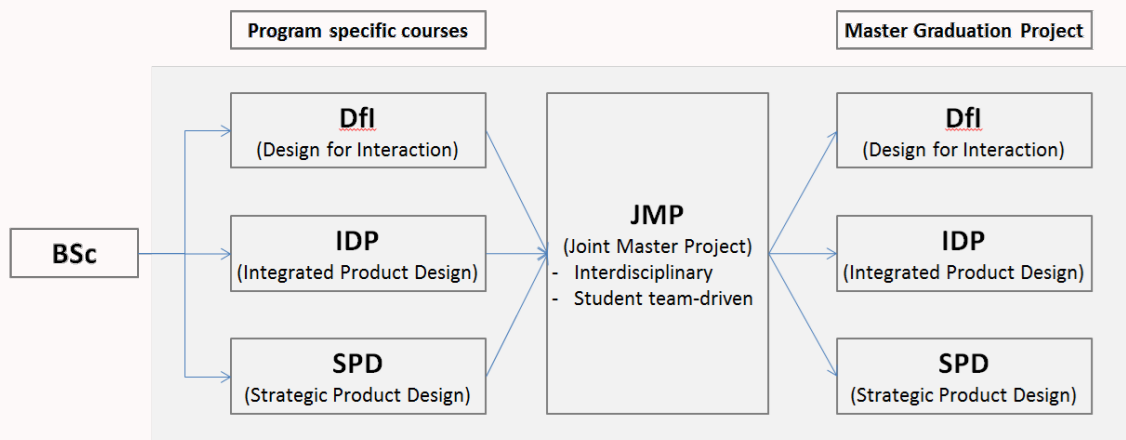 Program specific courses
Master Graduation Project
BSc
DfI
(Design for Interaction)
IDP
(Integrated Product Design)
SPD
(Strategic Product Design)
JMP
(Joint Master Project)
- Interdisciplinary
- Student team-driven
DfI
(Design for Interaction)
IDP
(Integrated Product Design)
SPD
(Strategic Product Design)